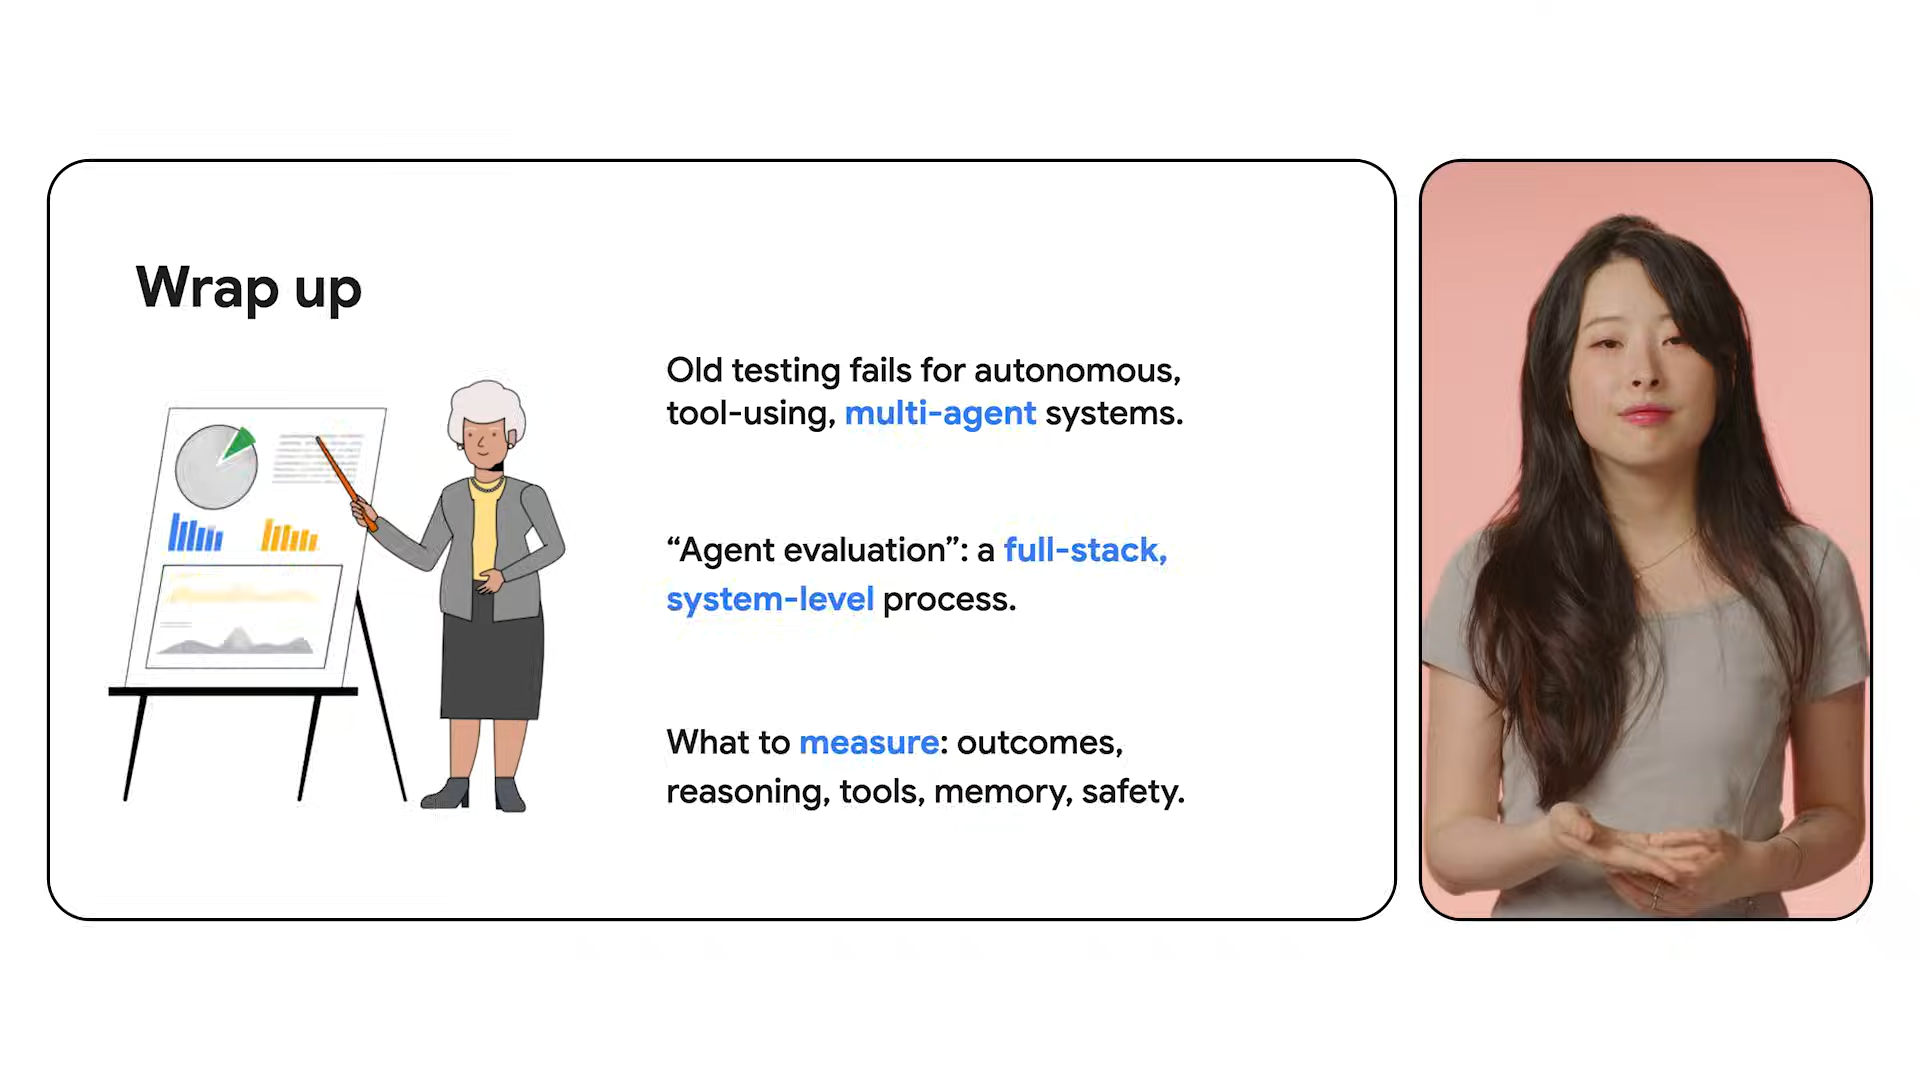 Wrap up
Old testing fails for autonomous,
tool-using, multi-agent systems.
“Agent evaluation”: a full-stack,
system-level process.
What to measure: outcomes,
reasoning, tools, memory, safety.